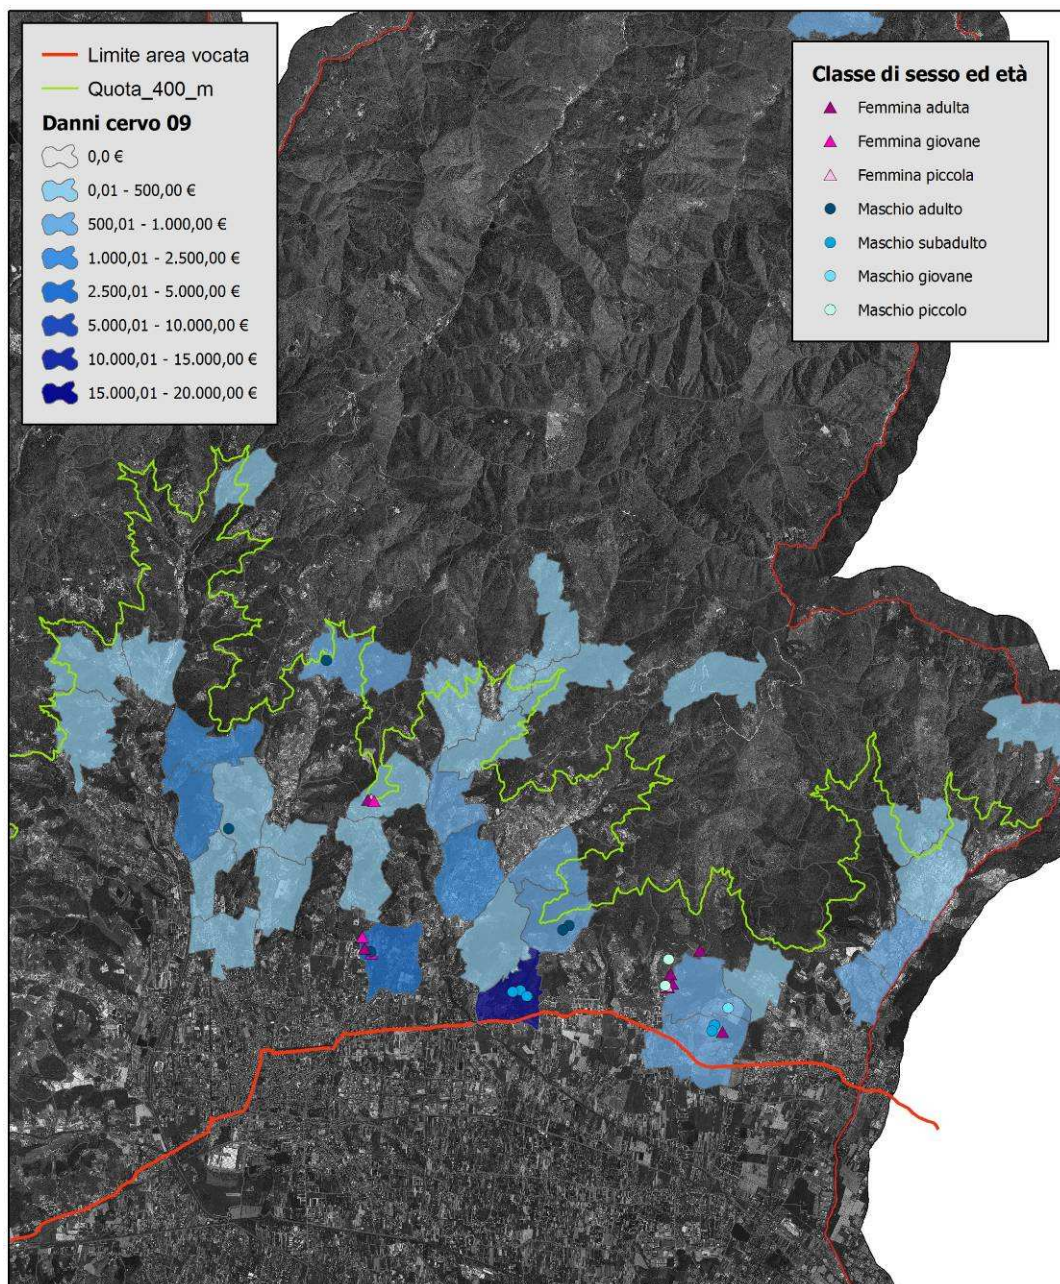 Limite area vocata
Quota_400_m
Danni cervo 09
0,0 €
0,01 - 500,00 €
500,01 - 1.000,00 €
1.000,01 - 2.500,00 €
2.500,01 - 5.000,00 €
5.000,01 - 10.000,00 €
10.000,01 - 15.000,00 €
15.000,01 - 20.000,00 €
Classe di sesso ed età
Femmina adulta
Femmina giovane
Femmina piccola
Maschio adulto
Maschio subadulto
Maschio giovane
Maschio piccolo